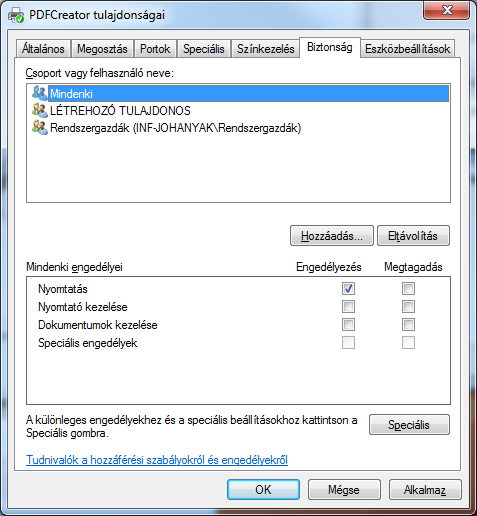 PDFCreator tulajdonságai
Általános Megosztás Portok Speciális Színkezelés Biztonság Eszközbeállítások
Csoport vagy felhasználó neve:
Mindenki
LÉTREHOZÓ TULAJDONOS
Rendszergazdák (INF-JOHANYAK\Rendszergazdák)
Hozzáadás... Eltávolítás
Mindenki engedélyei Engedélyezés Megtagadás
Nyomtatás
Nyomtató kezelése
Dokumentumok kezelése
Speciális engedélyek
A különleges engedélyekhez és a speciális beállításokhoz kattintson a
Speciális gombra.
Speciális
Tudnivalók a hozzáférési szabályokról és engedélyekről
OK Mégse Alkalmaz